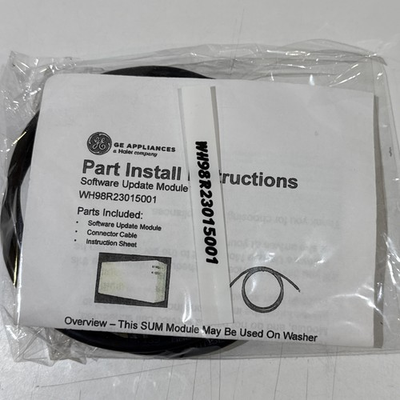 GE APPLIANCES
a Haier company
Part Install structions
Software Update Module
WH98R23015001
Parts Included:
• Software Update Module
• Connector Cable
• Instruction Sheet
WH98R23015001
Overview – This SUM Module May Be Used On Washer